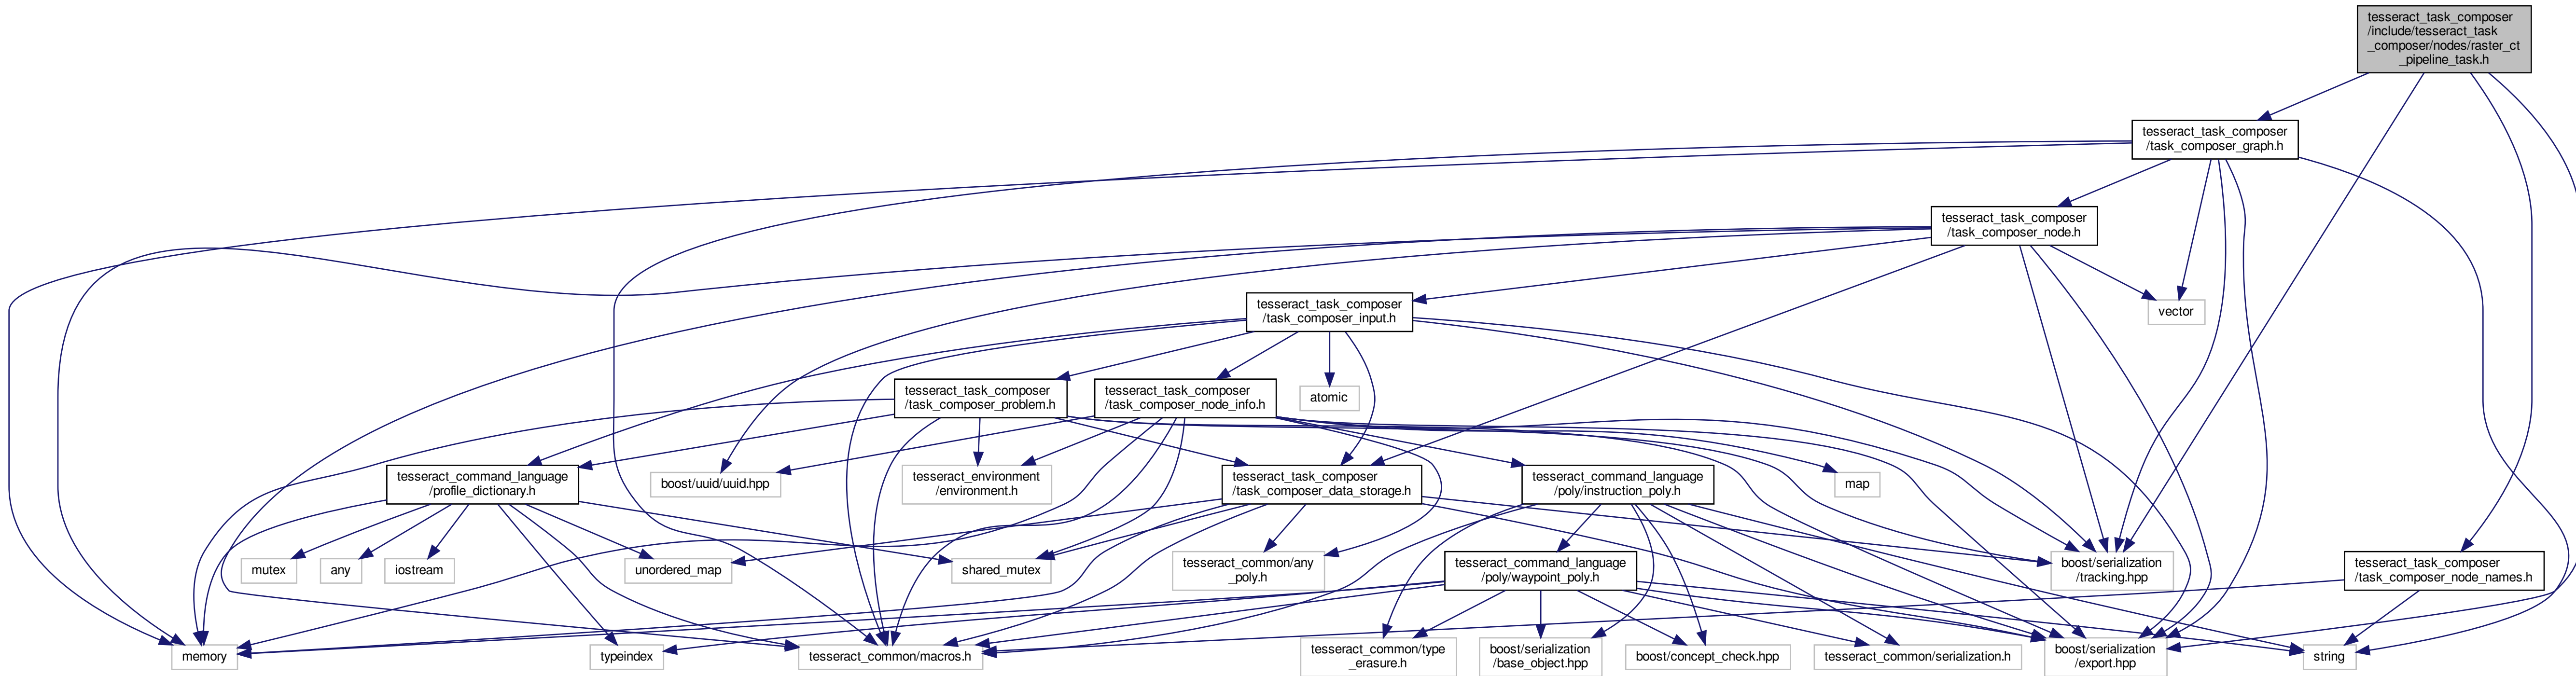 tesseract_task_composer
/include/tesseract_task
_composer/nodes/raster_ct
_pipeline_task.h
tesseract_task_composer
/task_composer_graph.h
tesseract_task_composer
/task_composer_node.h
tesseract_task_composer
/task_composer_input.h
vector
tesseract_task_composer
/task_composer_problem.h
tesseract_task_composer
/task_composer_node_info.h
atomic
tesseract_command_language
/profile_dictionary.h
boost/uuid/uuid.hpp
tesseract_environment
/environment.h
tesseract_task_composer
/task_composer_data_storage.h
tesseract_command_language
/poly/instruction_poly.h
map
mutex
any
iostream
unordered_map
shared_mutex
tesseract_common/any
_poly.h
tesseract_command_language
/poly/waypoint_poly.h
boost/serialization
/tracking.hpp
tesseract_task_composer
/task_composer_node_names.h
memory
typeindex
tesseract_common/macros.h
tesseract_common/type
_erasure.h
boost/serialization
/base_object.hpp
boost/concept_check.hpp
tesseract_common/serialization.h
boost/serialization
/export.hpp
string